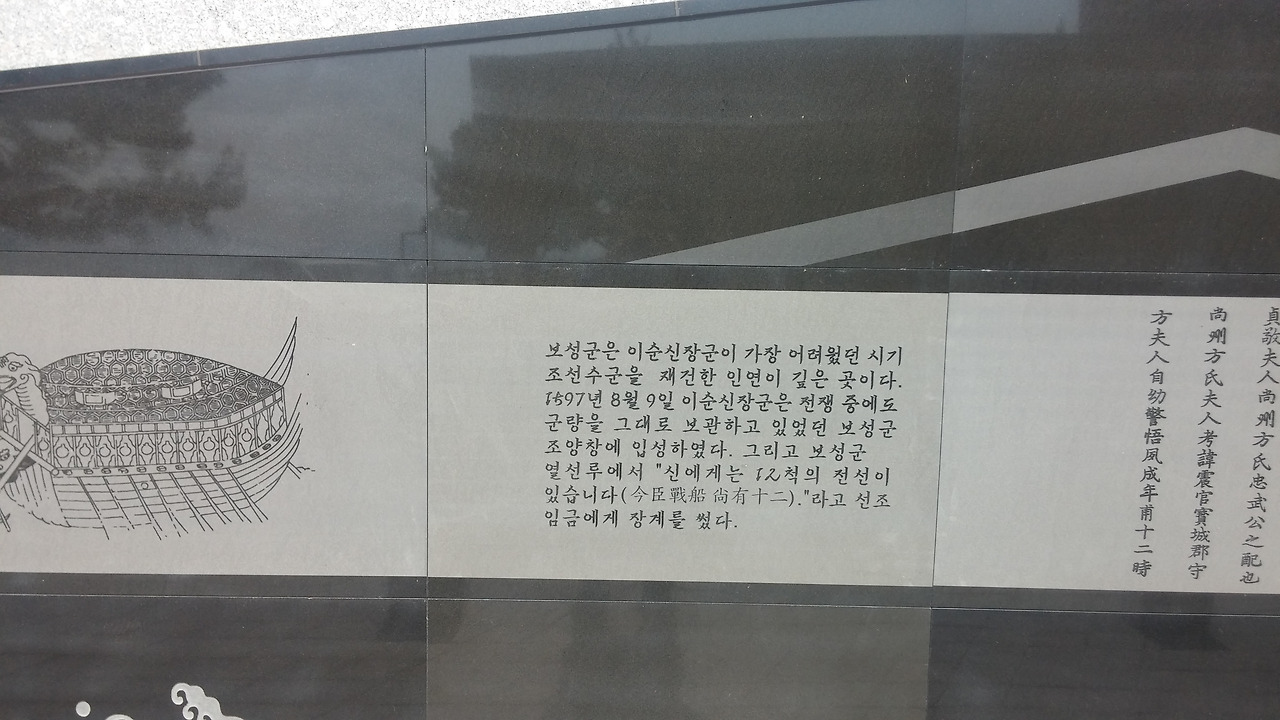 보성군은 이순신장군이 가장 어려웠던 시기
조선수군을 재건한 인연이 깊은 곳이다.
1597년 8월 9일 이순신장군은 전쟁 중에도
군량을 그대로 보관하고 있었던 보성군
조양창에 입성하였다. 그리고 보성군
열선루에서 "신에게는 12척의 전선이
있습니다(今臣戰船 尙有十二)."라고 선조
임금에게 장계를 썼다.
貞敬夫人尙州方氏忠武公之配也
尙州方氏夫人考諱震官寶城郡守
方夫人自幼警悟夙成年甫十二時